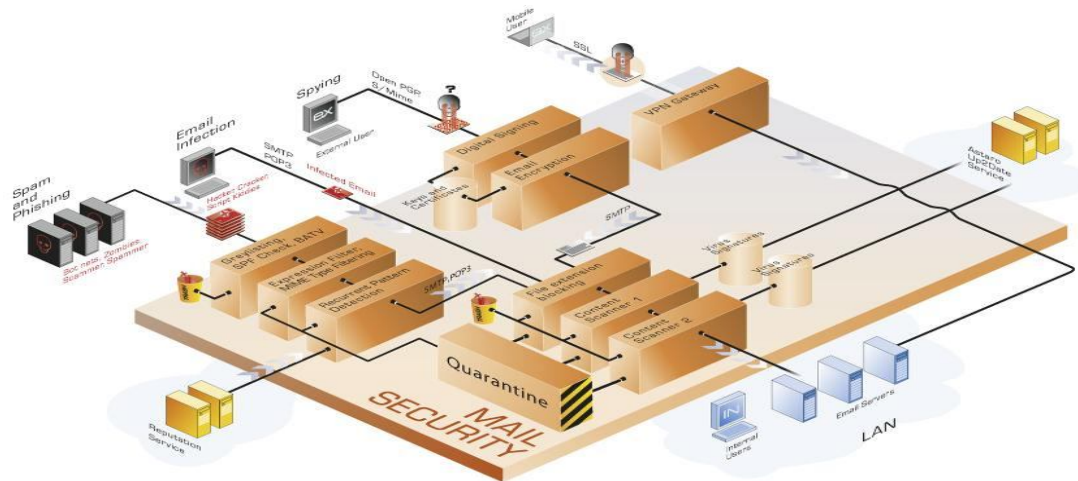 Mobile
User
SSL
VPN Gateway
Spying
Open PGP
S/Mime
?
ex
External User
Digital Signing
Email
Encryption
Keys and
Certificates
SMTP
Email
Infection
SMTP
POP3
Infected Email
Hacker Cracker
Script Kiddies
Spam
and
Phishing
Bot nets, Zombies,
Scammer, Spammer
Greylisting,
SPF Check, BATV
Expression Filter,
MIME Type Filtering
Recurrent Pattern
Detection
SMTP,POP3
File extension
blocking
Content
Scanner 1
Content
Scanner 2
Virus
Signatures
Virus
Signatures
Astaro
Up2Date
Service
Quarantine
MAIL
SECURITY
Reputation
Service
IN
Internal
Users
Email Servers
LAN